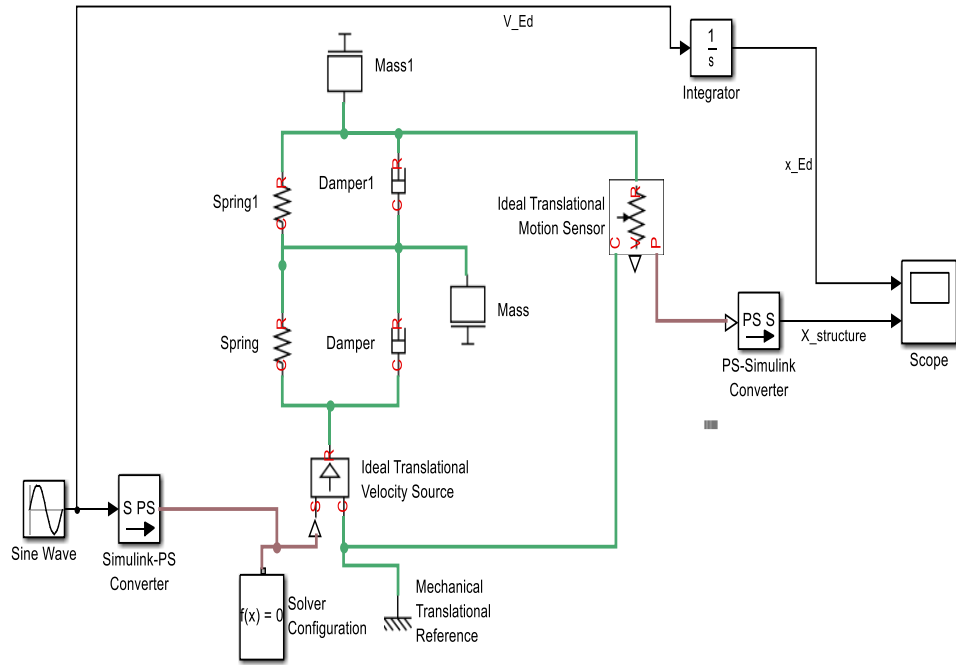 V_Ed
1
s
Integrator
Mass1
x_Ed
R
Damper1
C
R
Spring1
C
Ideal Translational
Motion Sensor
R
C
V
P
Mass
R
Spring
C
R
Damper
C
PS S
X_structure
PS-Simulink
Converter
Scope
R
Ideal Translational
Velocity Source
S
C
Sine Wave
S PS
Simulink-PS
Converter
f(x) = 0
Solver
Configuration
Mechanical
Translational
Reference